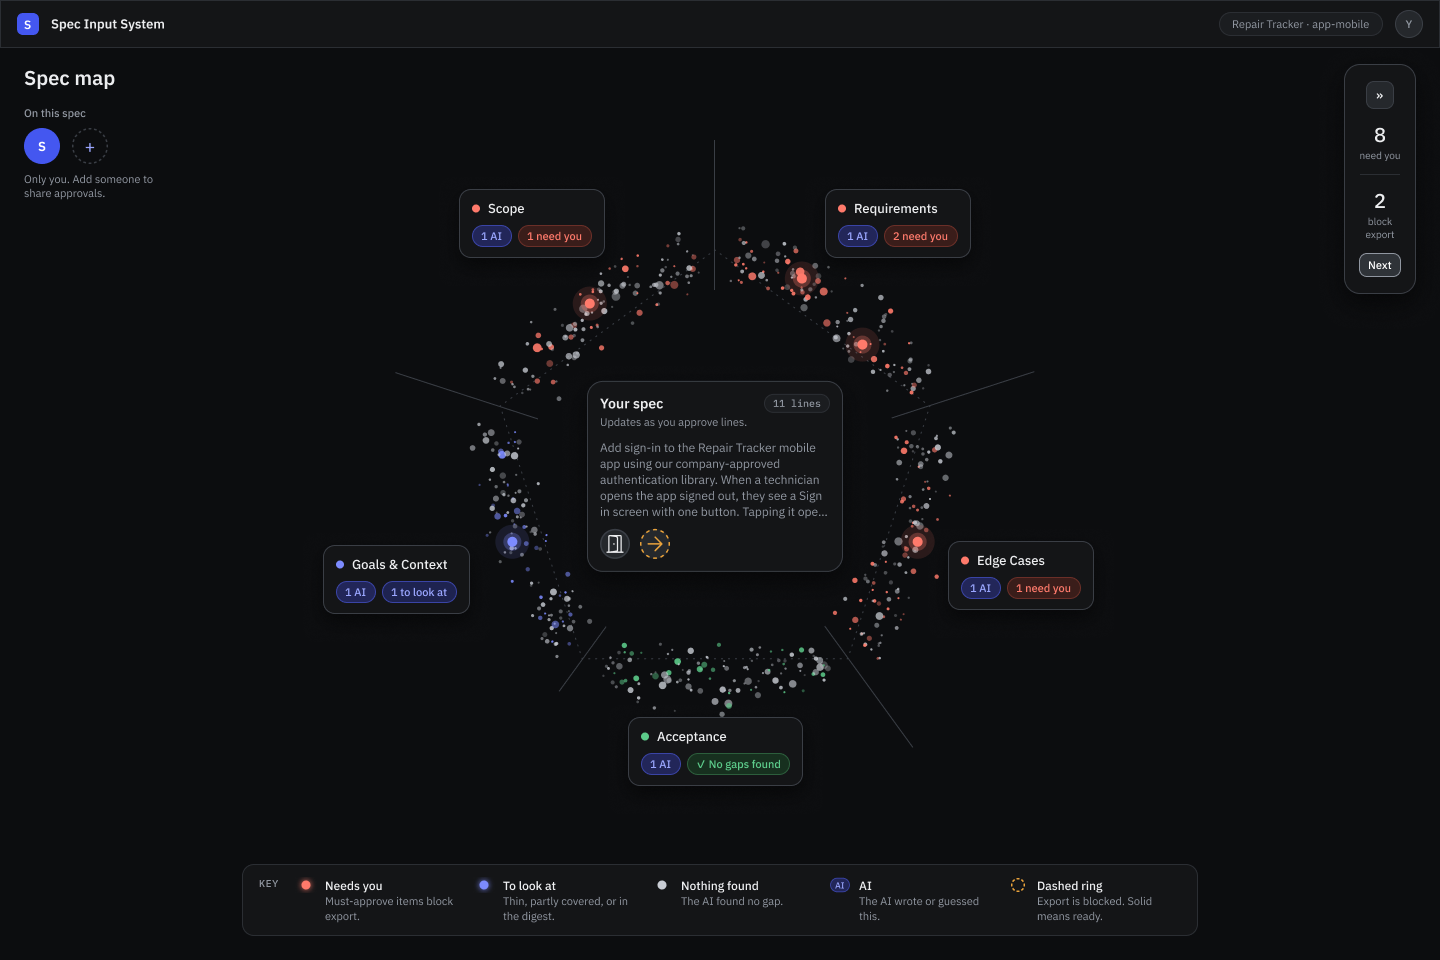 S
Spec Input System
Repair Tracker · app-mobile
Y
Spec map
On this spec
S
+
Only you. Add someone to
share approvals.
»
8
need you
2
block
export
Next
Scope
1 AI
1 need you
Requirements
1 AI
2 need you
Your spec
11 lines
Updates as you approve lines.
Add sign-in to the Repair Tracker mobile
app using our company-approved
authentication library. When a technician
opens the app signed out, they see a Sign
in screen with one button. Tapping it ope...
Goals & Context
1 AI
1 to look at
Edge Cases
1 AI
1 need you
Acceptance
1 AI
✓ No gaps found
KEY
Needs you
Must-approve items block
export.
To look at
Thin, partly covered, or in
the digest.
Nothing found
The AI found no gap.
AI
AI
The AI wrote or guessed
this.
Dashed ring
Export is blocked. Solid
means ready.